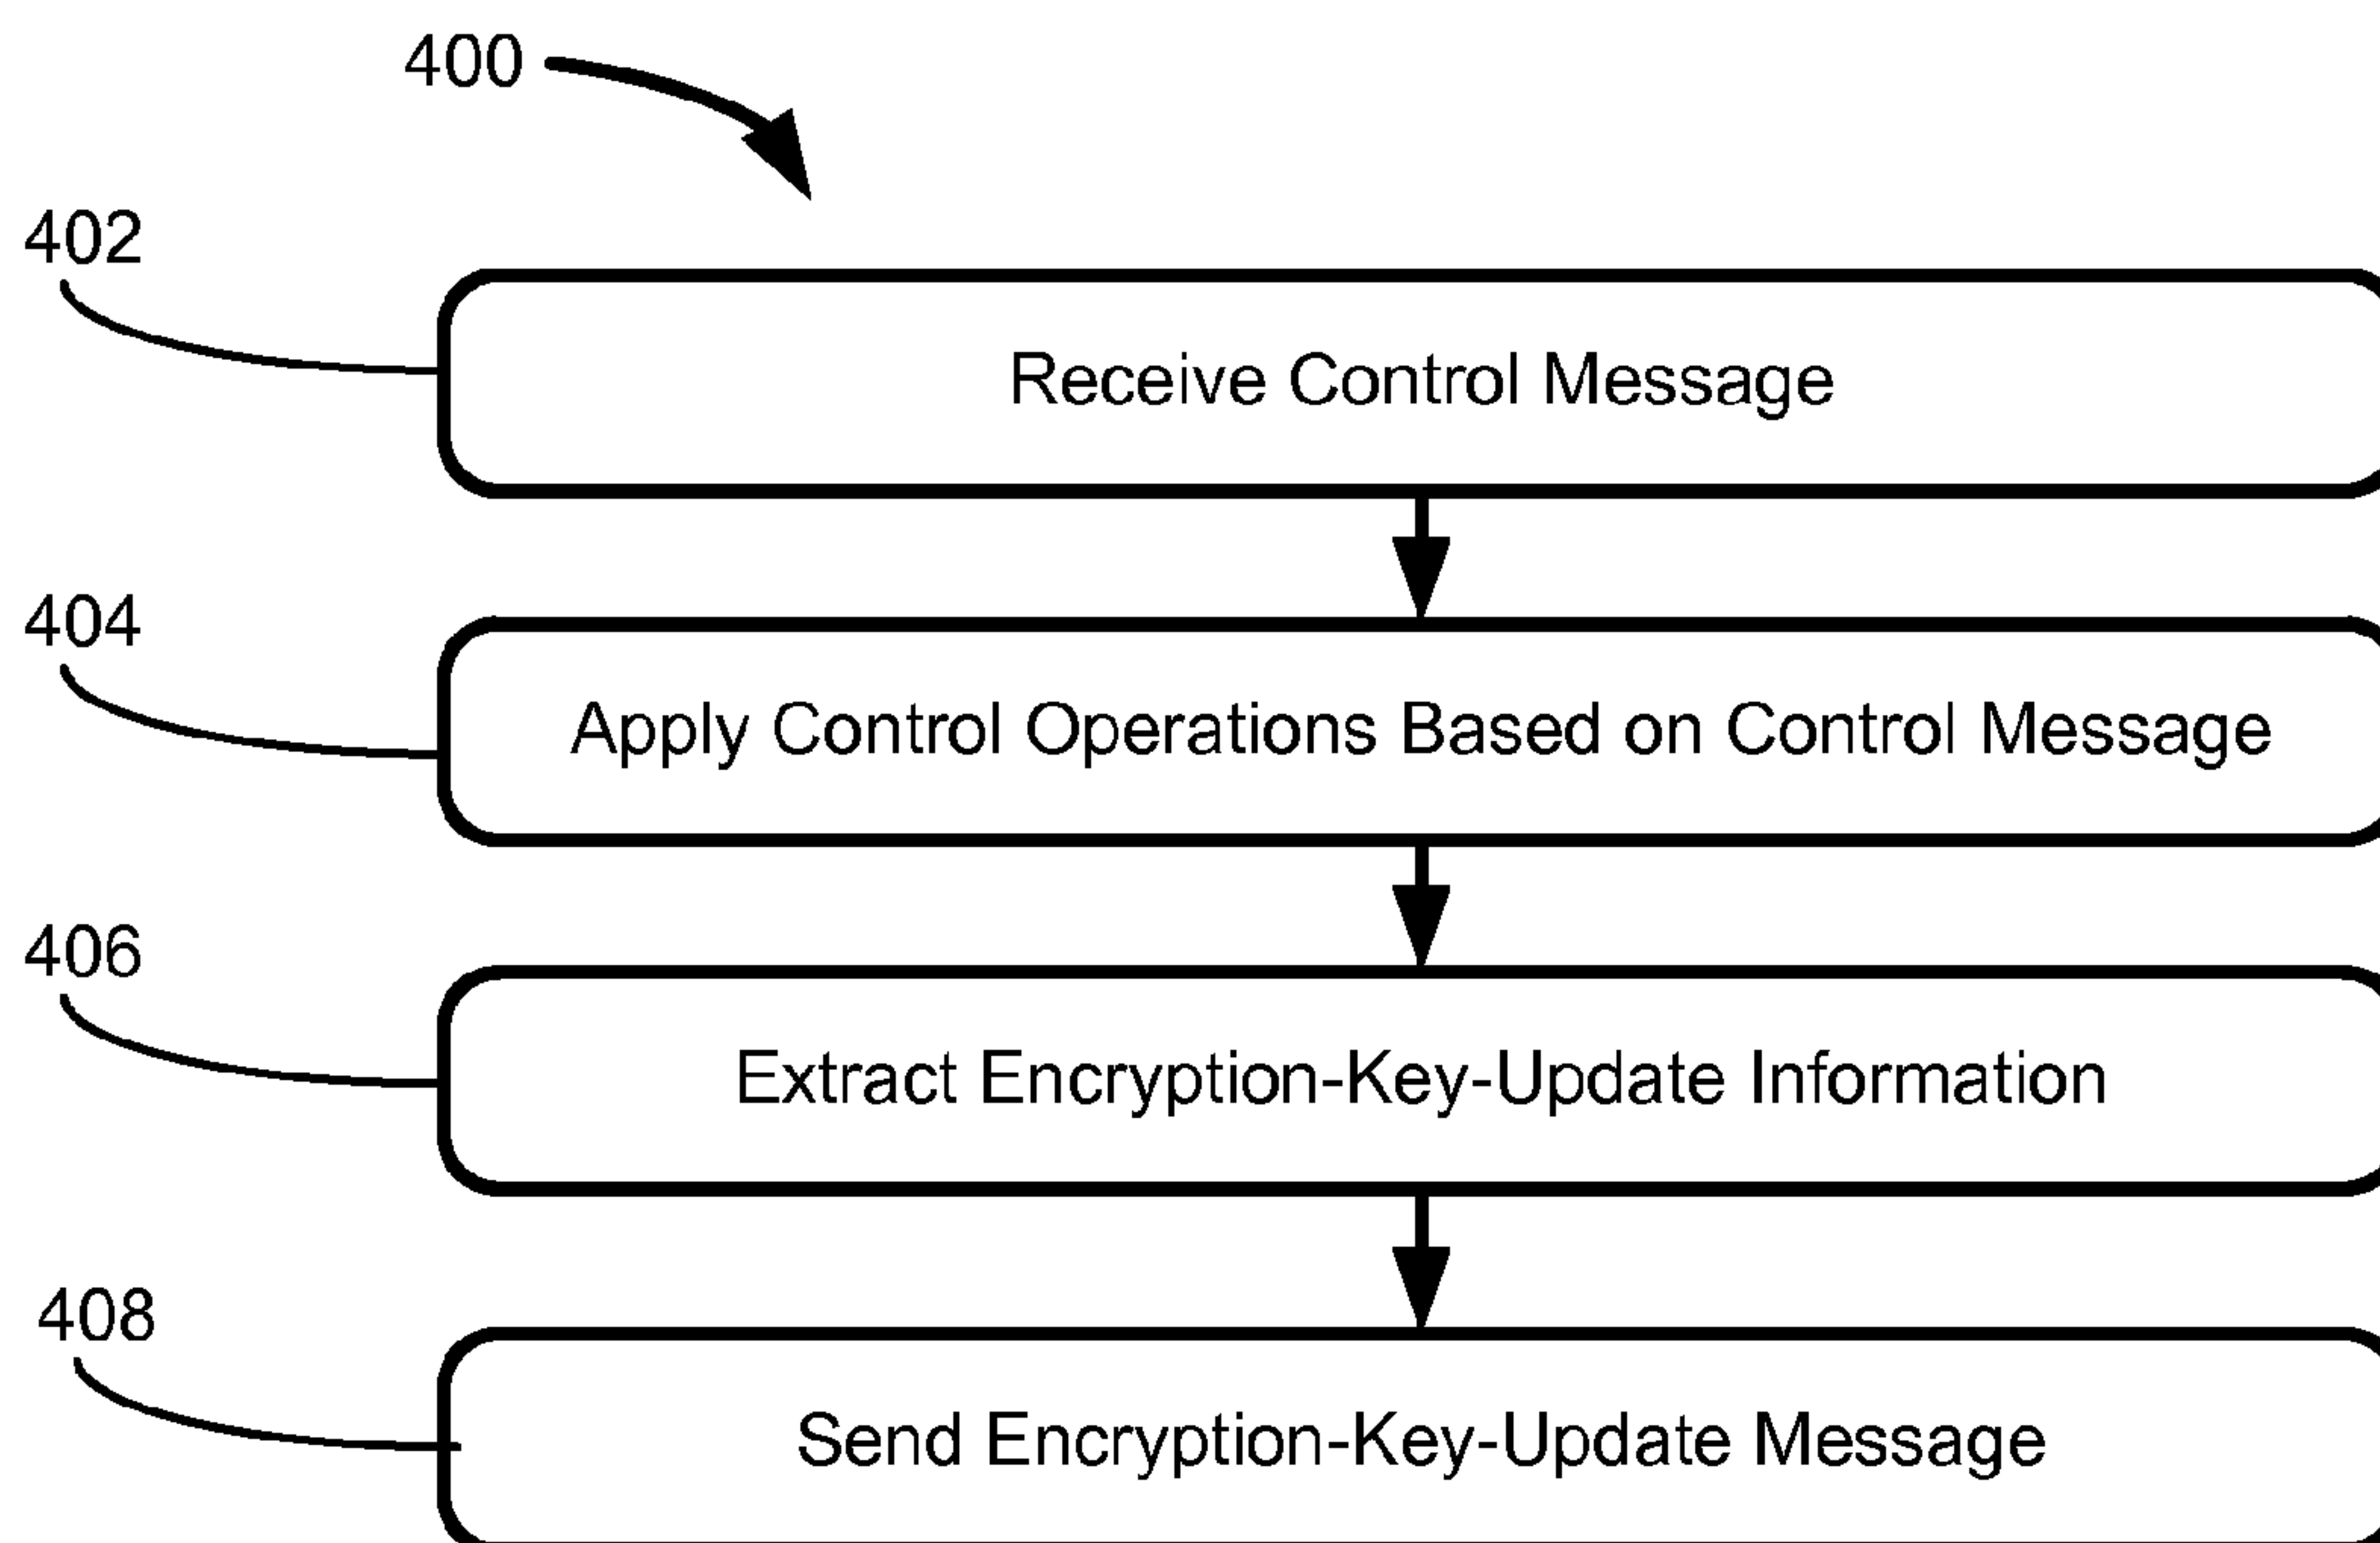 400
402
Receive Control Message
404
Apply Control Operations Based on Control Message
406
Extract Encryption-Key-Update Information
408
Send Encryption-Key-Update Message